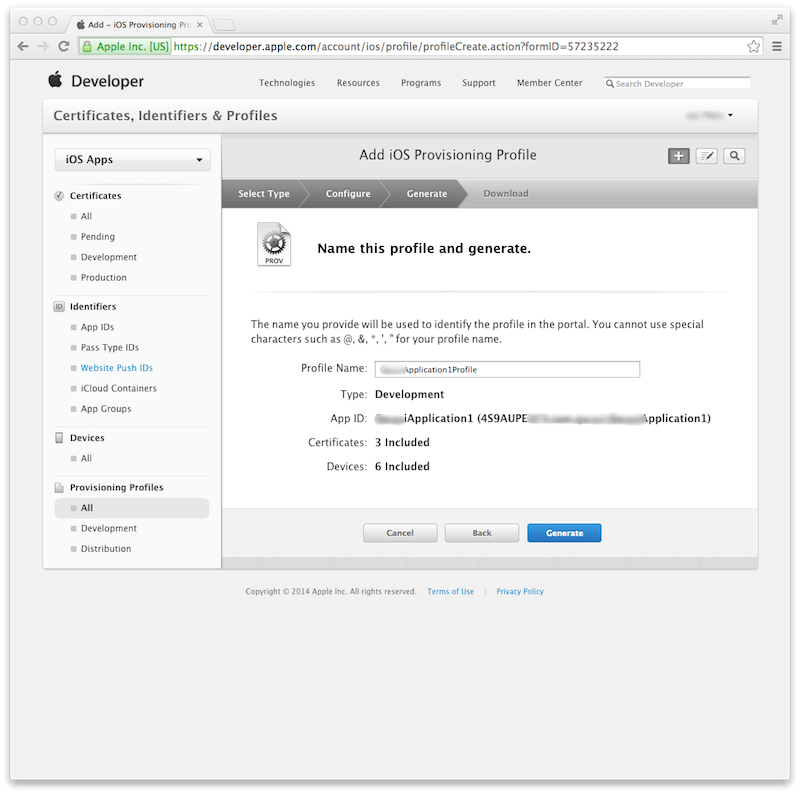 Add - iOS Provisioning Pro
Apple Inc. [US] https://developer.apple.com/account/ios/profile/profileCreate.action?formID=57235222
Developer
Technologies Resources Programs Support Member Center Search Developer
Certificates, Identifiers & Profiles
iOS Apps
Add iOS Provisioning Profile
Select Type Configure Generate Download
Certificates
All
Pending
Development
Production
Identifiers
App IDs
Pass Type IDs
Website Push IDs
iCloud Containers
App Groups
Devices
All
Provisioning Profiles
All
Development
Distribution
PROV
Name this profile and generate.
The name you provide will be used to identify the profile in the portal. You cannot use special
characters such as @, &, *, ', " for your profile name.
Profile Name: Application1Profile
Type: Development
App ID: iApplication1 (4S9AUPE Application1)
Certificates: 3 Included
Devices: 6 Included
Cancel Back Generate
Copyright © 2014 Apple Inc. All rights reserved. Terms of Use | Privacy Policy